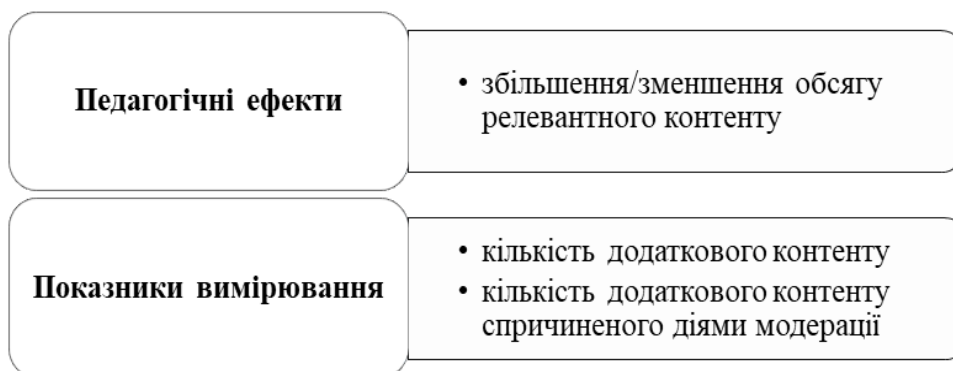 Педагогічні ефекти
• збільшення/зменшення обсягу
релевантного контенту
Показники вимірювання
• кількість додаткового контенту
• кількість додаткового контенту
спричиненого діями модерації